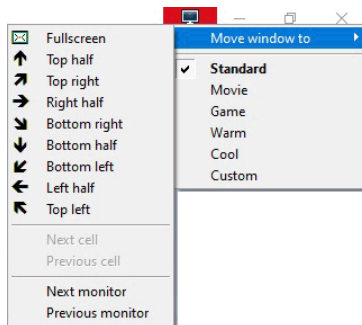 Move window to
Standard
Movie
Game
Warm
Cool
Custom
Fullscreen
Top half
Top right
Right half
Bottom right
Bottom half
Bottom left
Left half
Top left
Next cell
Previous cell
Next monitor
Previous monitor